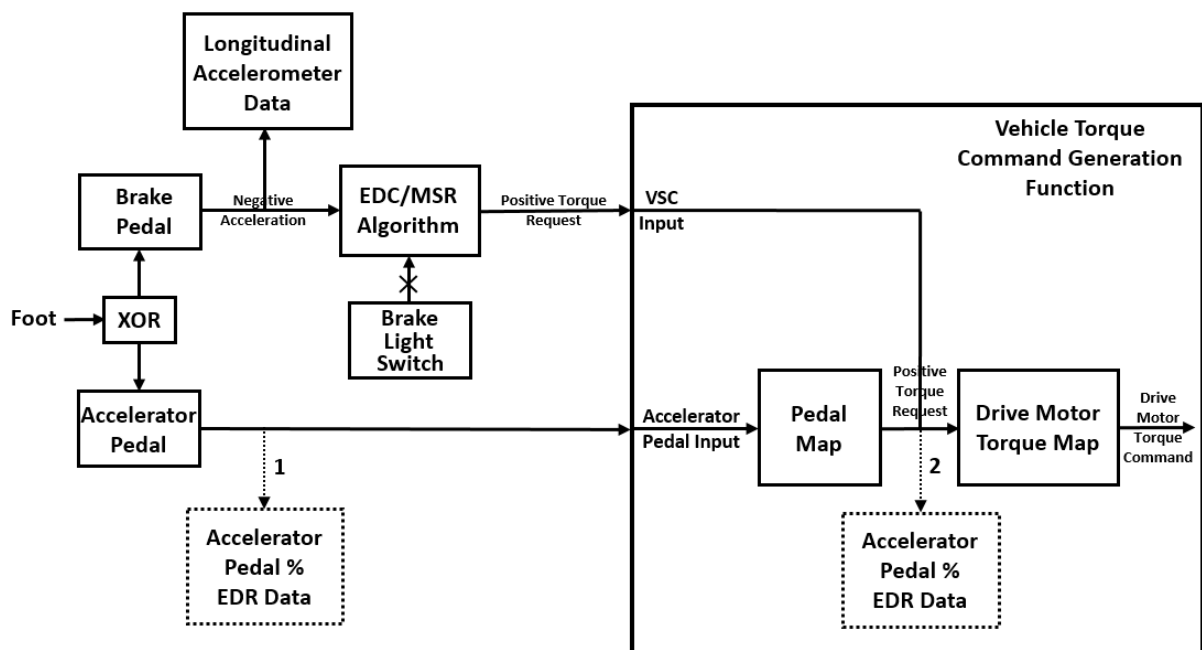 Longitudinal
Accelerometer
Data
Vehicle Torque
Command Generation
Function
Brake
Pedal
Negative
Acceleration
EDC/MSR
Algorithm
Positive Torque
Request
VSC
Input
Foot
XOR
Brake
Light
Switch
Accelerator
Pedal
Accelerator
Pedal Input
Pedal
Map
Positive
Torque
Request
Drive Motor
Torque Map
Drive
Motor
Torque
Command
1
2
Accelerator
Pedal %
EDR Data
Accelerator
Pedal %
EDR Data